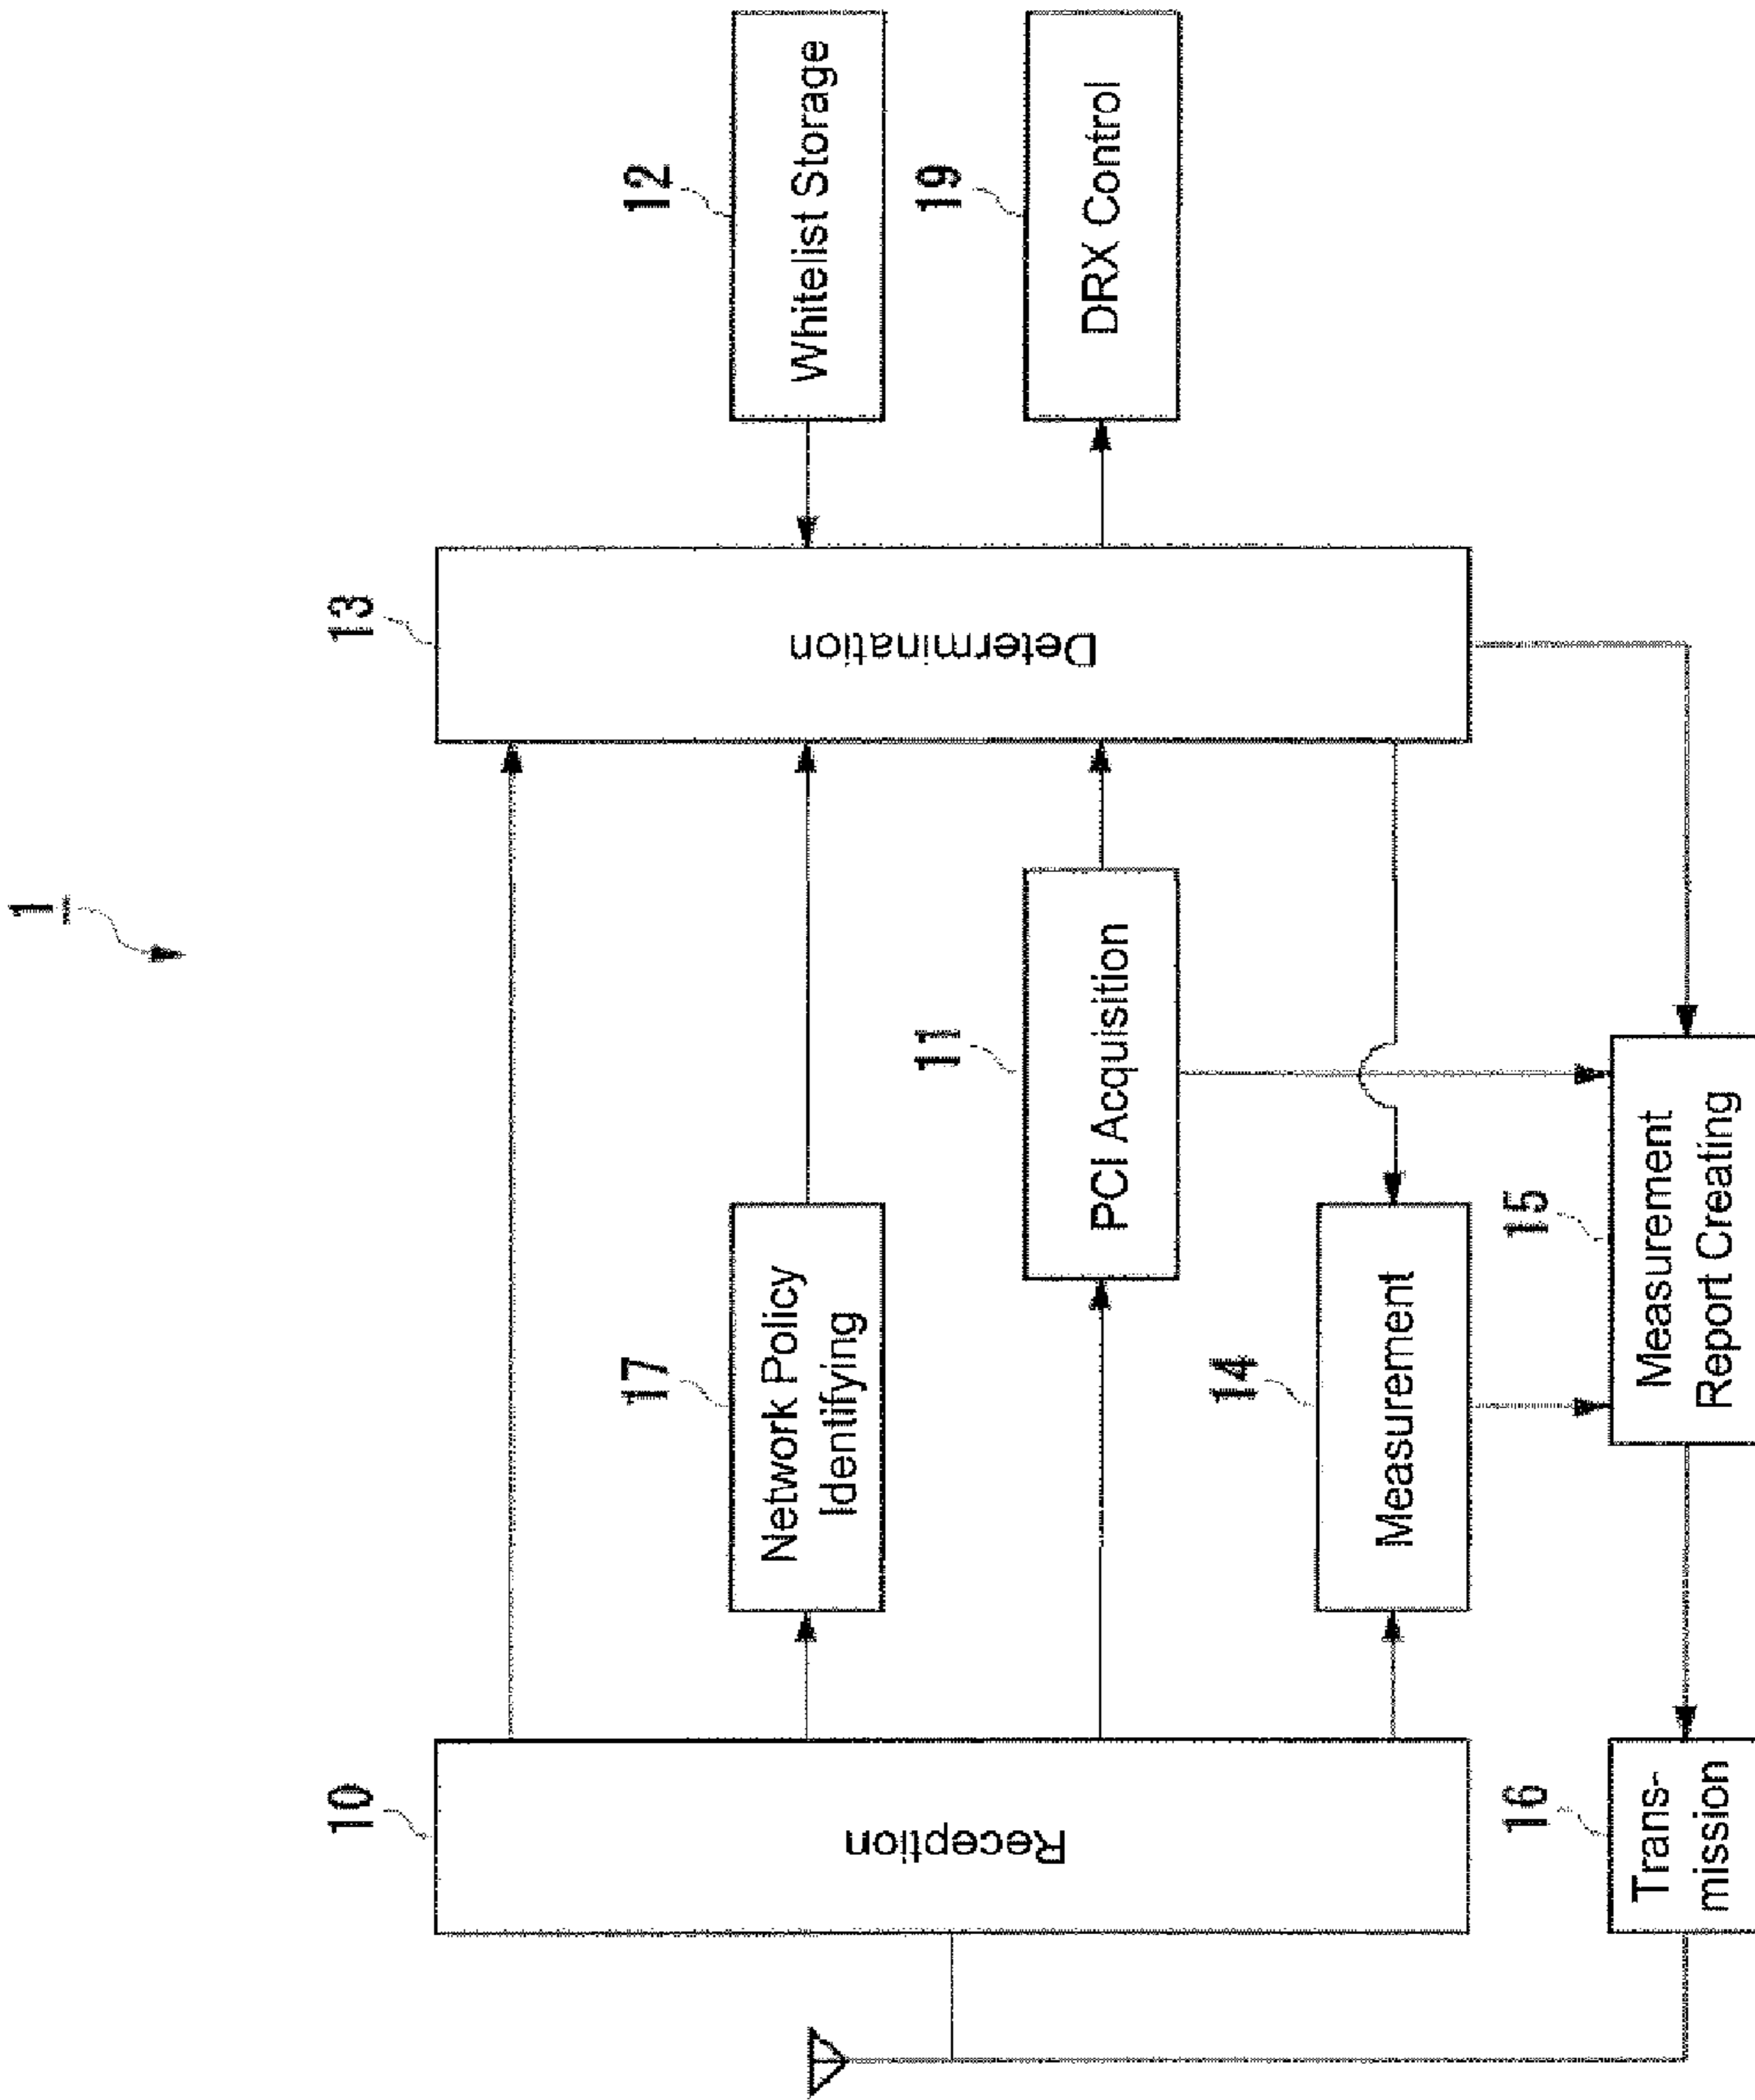 1
10
Reception
17
Network Policy
Identifying
11
PCI Acquisition
14
Measurement
13
Determination
12
Whitelist Storage
19
DRX Control
15
Measurement
Report Creating
16
Trans-
mission